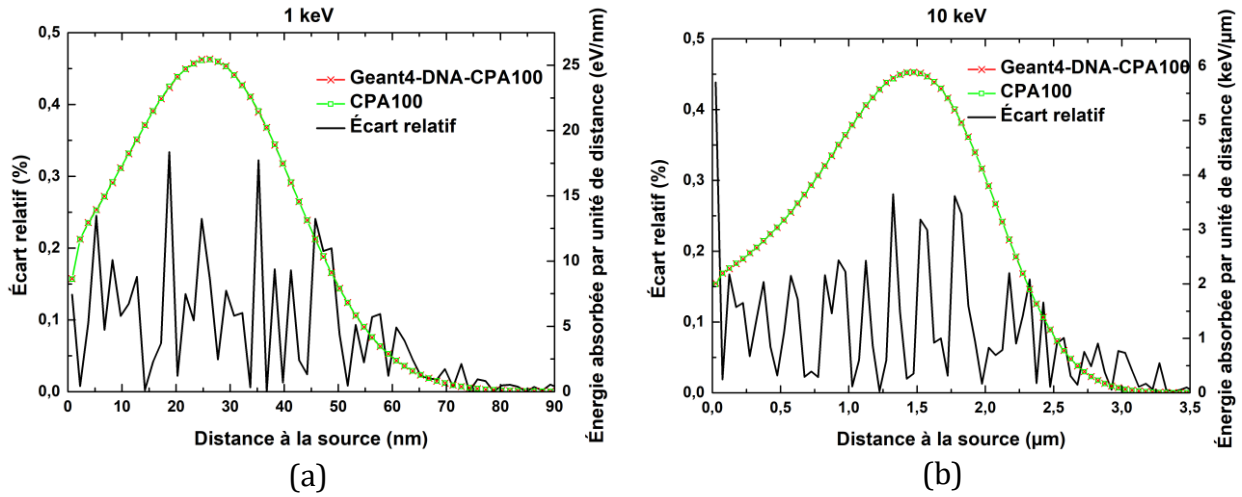 1 keV
0,5
0,4
0,3
0,2
0,1
0,0
Écart relatif (%)
Geant4-DNA-CPA100
CPA100
Écart relatif
25
20
15
10
5
0
Énergie absorbée par unité de distance (eV/nm)
0 10 20 30 40 50 60 70 80 90
Distance à la source (nm)
(a)
10 keV
0,5
0,4
0,3
0,2
0,1
0,0
Écart relatif (%)
Geant4-DNA-CPA100
CPA100
Écart relatif
6
5
4
3
2
1
0
Énergie absorbée par unité de distance (keV/µm)
0,0 0,5 1,0 1,5 2,0 2,5 3,0 3,5
Distance à la source (µm)
(b)